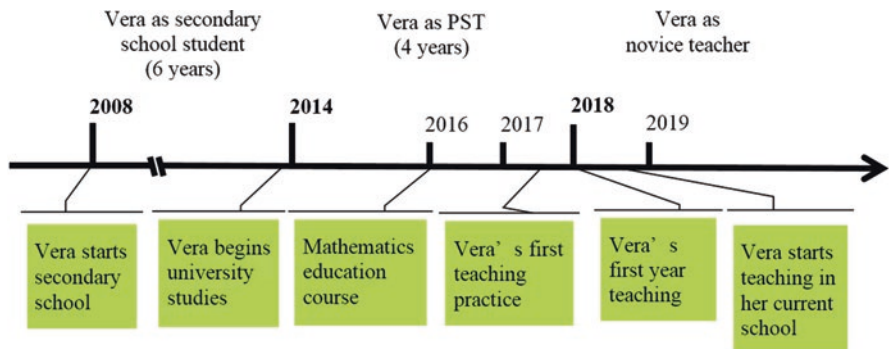 Vera as secondary
school student
(6 years)
Vera as PST
(4 years)
Vera as
novice teacher
2008
2014
2016
2017
2018
2019
Vera starts
secondary
school
Vera begins
university
studies
Mathematics
education
course
Vera’ s first
teaching
practice
Vera’ s
first year
teaching
Vera starts
teaching in
her current
school